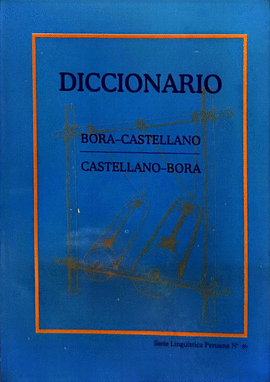 DICCIONARIO
BORA–CASTELLANO
CASTELLANO–BORA
Serie Lingüística Peruana Nº